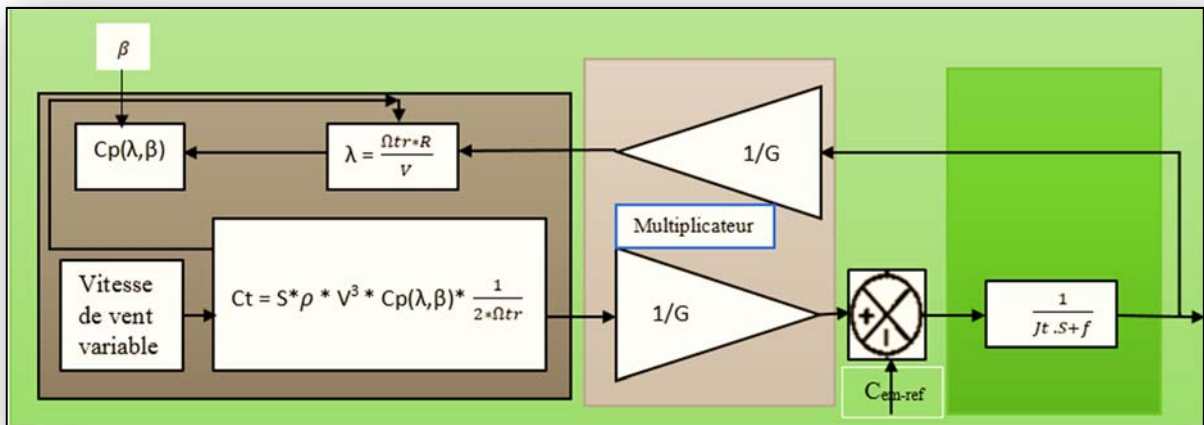 β
Cp(λ,β)
λ = Ωtr*R / V
1/G
Multiplicateur
Vitesse
de vent
variable
Ct = S*ρ * V³ * Cp(λ,β)* 1 / 2*Ωtr
1/G
+
−
1 / Jt .S+f
Cem-ref